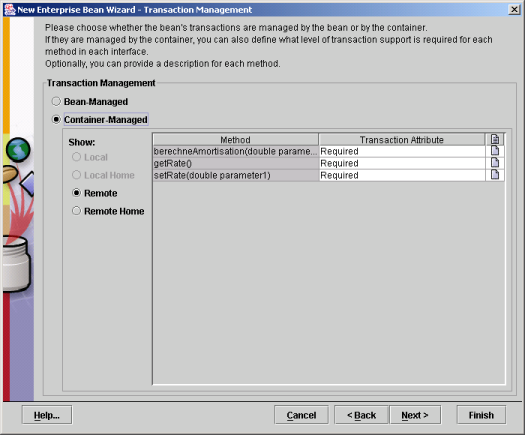 New Enterprise Bean Wizard - Transaction Management
Please choose whether the bean's transactions are managed by the bean or by the container.
If they are managed by the container, you can also define what level of transaction support is required for each
method in each interface.
Optionally, you can provide a description for each method.
Transaction Management
Bean-Managed
Container-Managed
Show:
Local
Local Home
Remote
Remote Home
Method Transaction Attribute
berechneAmortisation(double parame... Required
getRate() Required
setRate(double parameter1) Required
Help... Cancel < Back Next > Finish